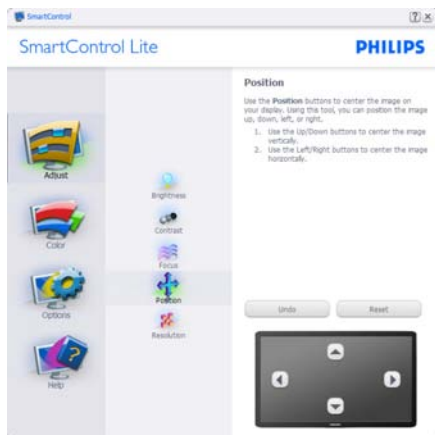 SmartControl
SmartControl Lite
PHILIPS
Adjust
Color
Options
Help
Brightness
Contrast
Focus
Position
Resolution
Position
Use the Position buttons to center the image on
your display. Using this tool, you can position the image
up, down, left, or right.
1. Use the Up/Down buttons to center the image
vertically.
2. Use the Left/Right buttons to center the image
horizontally.
Undo
Reset